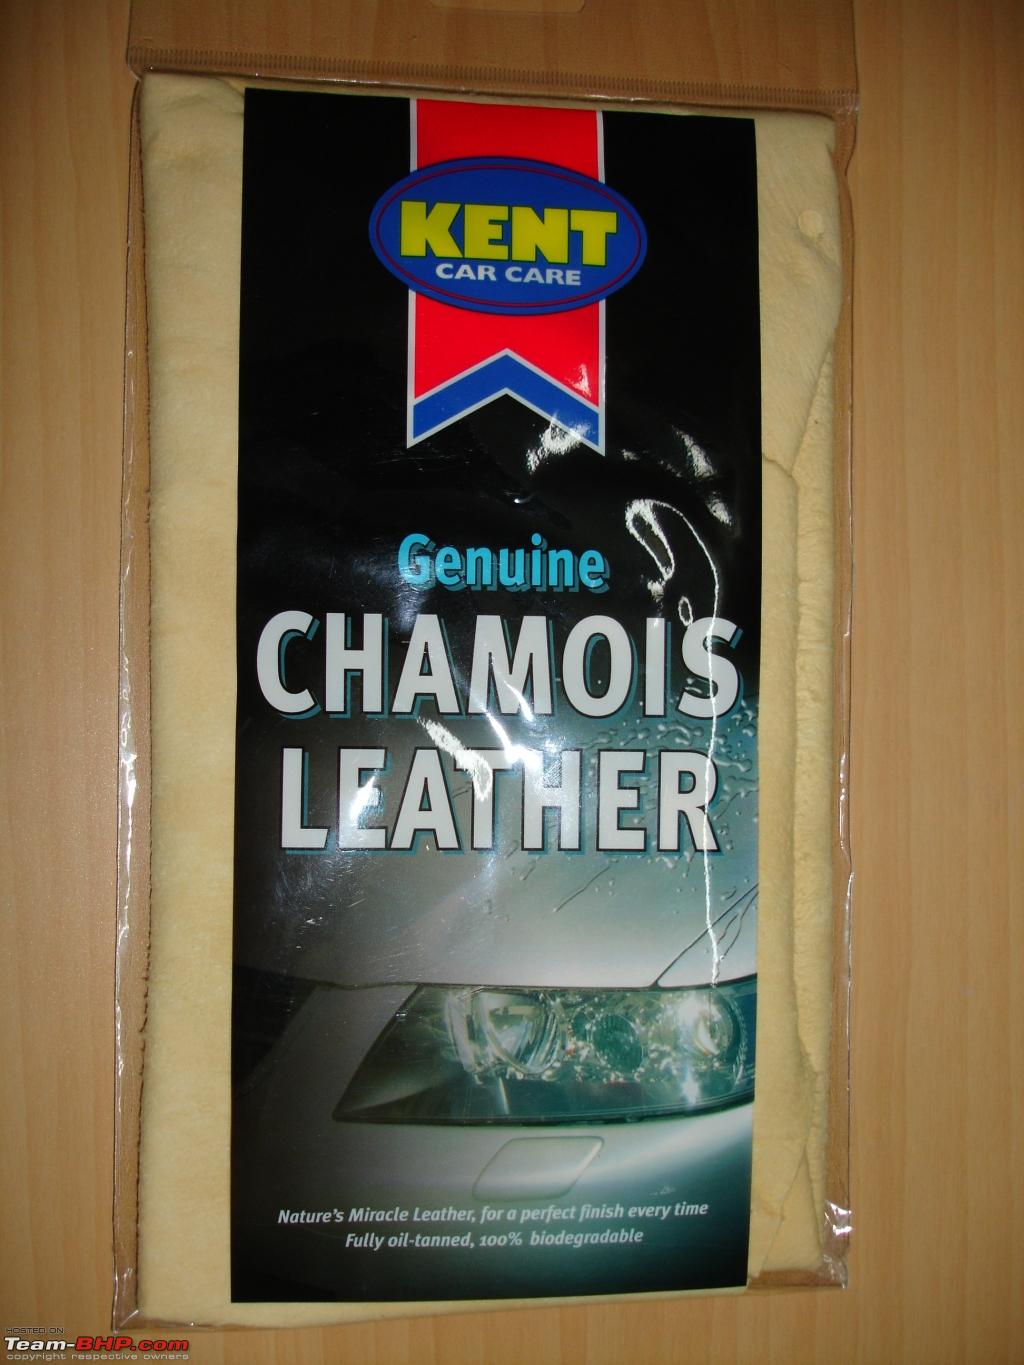 KENT
CAR CARE
Genuine
CHAMOIS
LEATHER
Nature's Miracle Leather, for a perfect finish every time
Fully oil-tanned, 100% biodegradable
HOSTED ON
Team-BHP.com
copyright respective owners